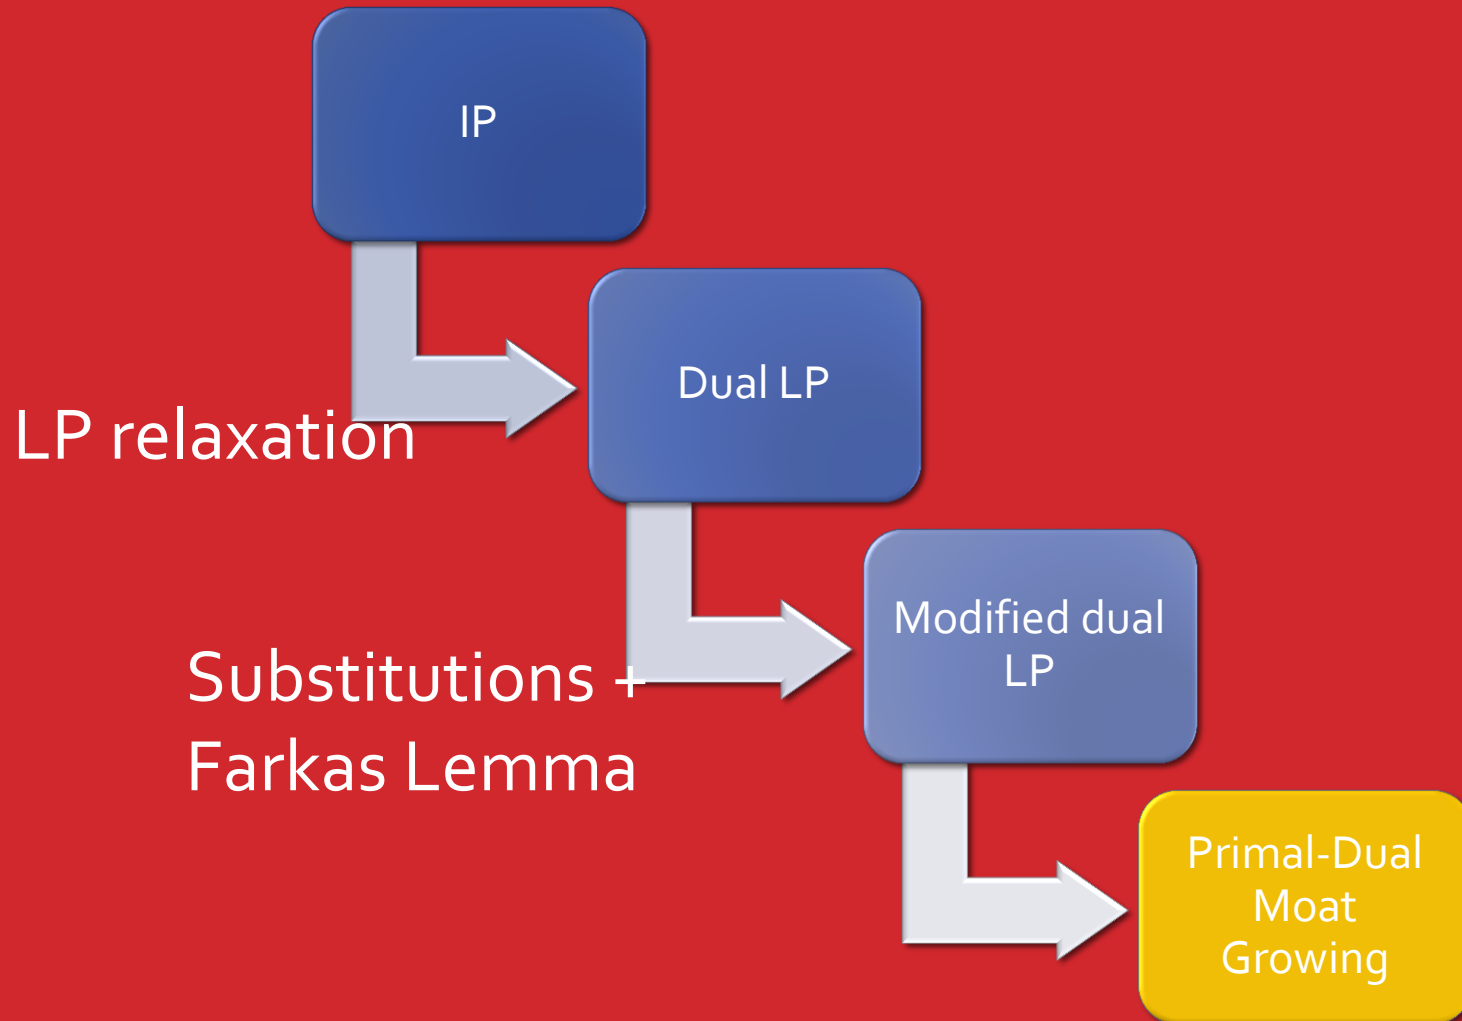 IP
Dual LP
LP relaxation
Modified dual
LP
Substitutions +
Farkas Lemma
Primal-Dual
Moat
Growing